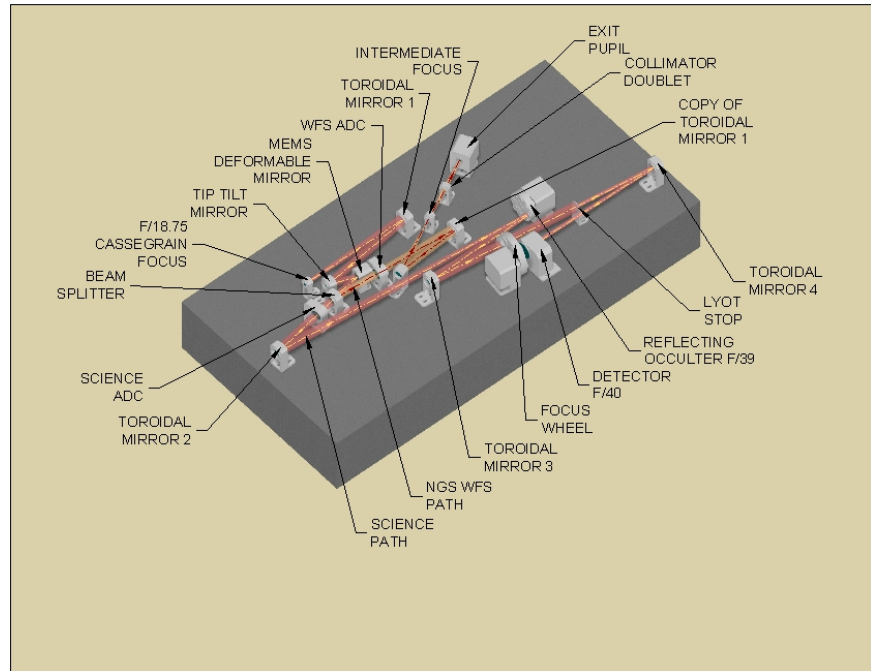 EXIT
PUPIL
INTERMEDIATE
FOCUS
COLLIMATOR
DOUBLET
TOROIDAL
MIRROR 1
COPY OF
TOROIDAL
MIRROR 1
WFS ADC
MEMS
DEFORMABLE
MIRROR
TIP TILT
MIRROR
F/18.75
CASSEGRAIN
FOCUS
BEAM
SPLITTER
TOROIDAL
MIRROR 4
LYOT
STOP
REFLECTING
OCCULTER F/39
SCIENCE
ADC
DETECTOR
F/40
FOCUS
WHEEL
TOROIDAL
MIRROR 2
TOROIDAL
MIRROR 3
NGS WFS
PATH
SCIENCE
PATH